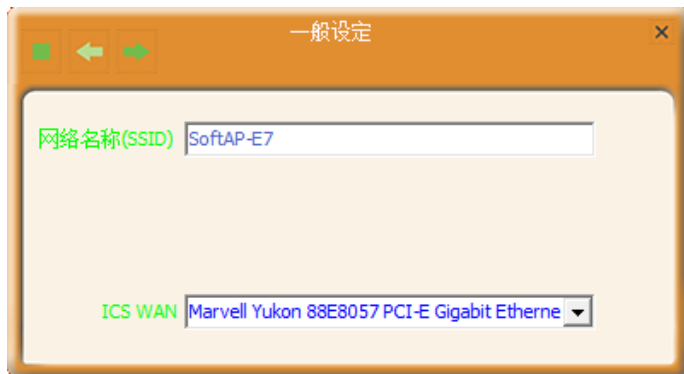 一般设定
网络名称(SSID) SoftAP-E7
ICS WAN Marvell Yukon 88E8057 PCI-E Gigabit Etherne